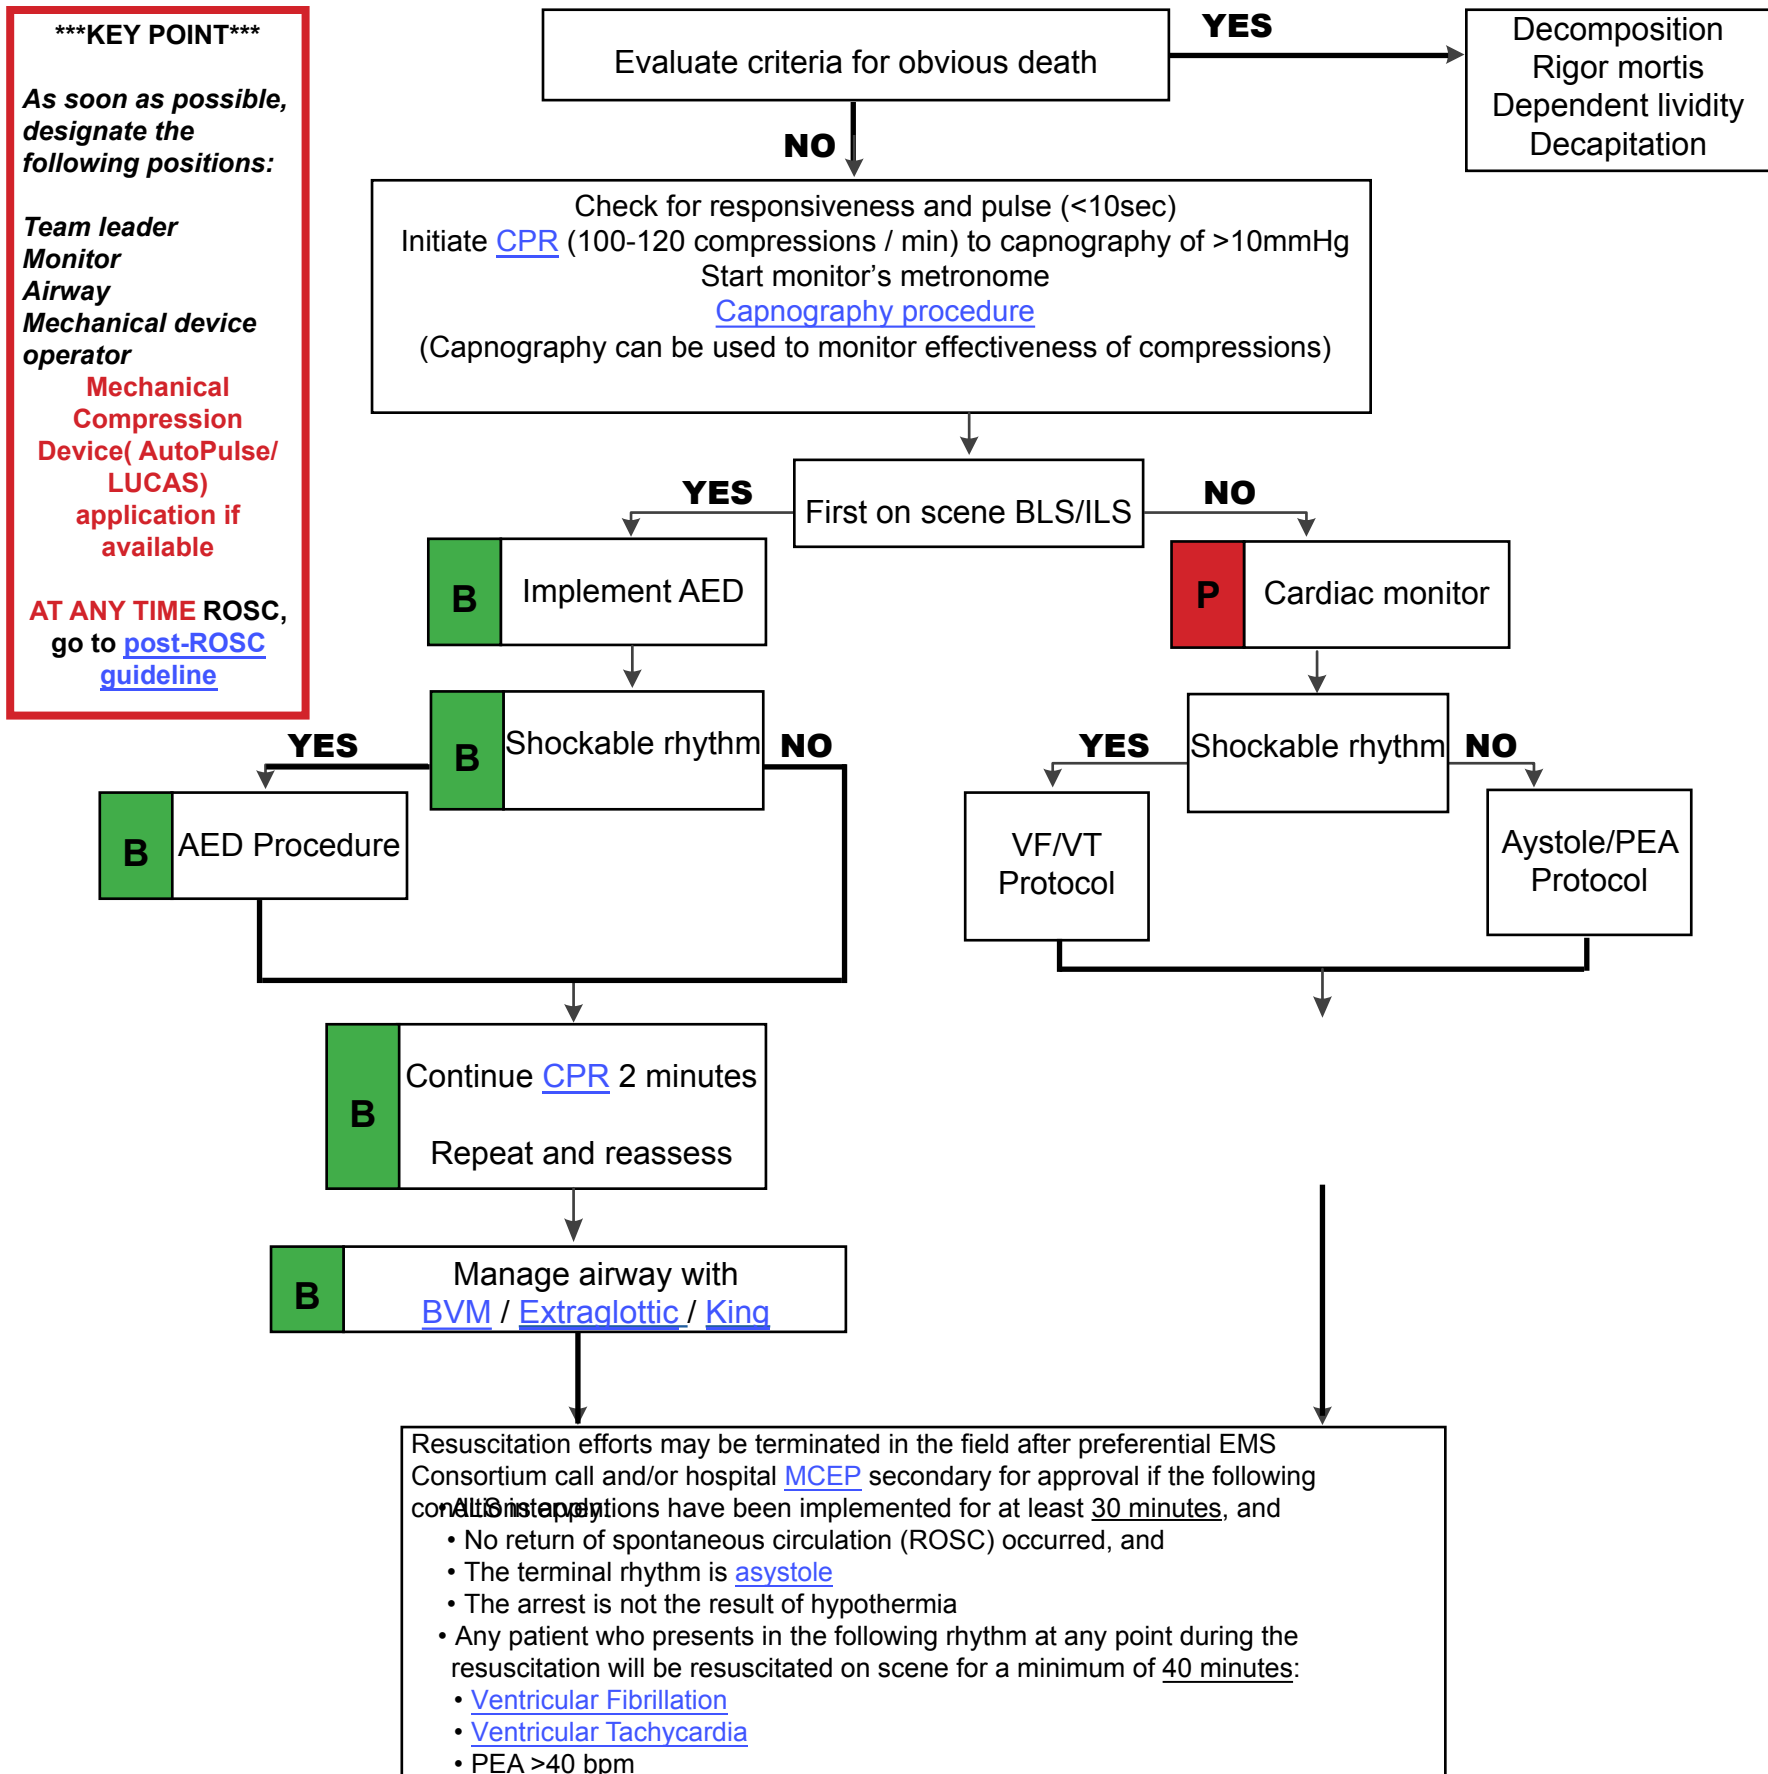 ***KEY POINT***
As soon as possible,
designate the
following positions:
Team leader
Monitor
Airway
Mechanical device
operator
Mechanical
Compression
Device( AutoPulse/
LUCAS)
application if
available
AT ANY TIME ROSC,
go to post-ROSC
guideline
Evaluate criteria for obvious death
YES
Decomposition
Rigor mortis
Dependent lividity
Decapitation
NO
Check for responsiveness and pulse (<10sec)
Initiate CPR (100-120 compressions / min) to capnography of >10mmHg
Start monitor's metronome
Capnography procedure
(Capnography can be used to monitor effectiveness of compressions)
First on scene BLS/ILS
YES
NO
B
Implement AED
P
Cardiac monitor
B
Shockable rhythm
YES
NO
Shockable rhythm
YES
NO
B
AED Procedure
VF/VT
Protocol
Aystole/PEA
Protocol
B
Continue CPR 2 minutes
Repeat and reassess
B
Manage airway with
BVM / Extraglottic / King
Resuscitation efforts may be terminated in the field after preferential EMS
Consortium call and/or hospital MCEP secondary for approval if the following
conditions apply:
• ALS interventions have been implemented for at least 30 minutes, and
• No return of spontaneous circulation (ROSC) occurred, and
• The terminal rhythm is asystole
• The arrest is not the result of hypothermia
• Any patient who presents in the following rhythm at any point during the
resuscitation will be resuscitated on scene for a minimum of 40 minutes:
• Ventricular Fibrillation
• Ventricular Tachycardia
• PEA >40 bpm